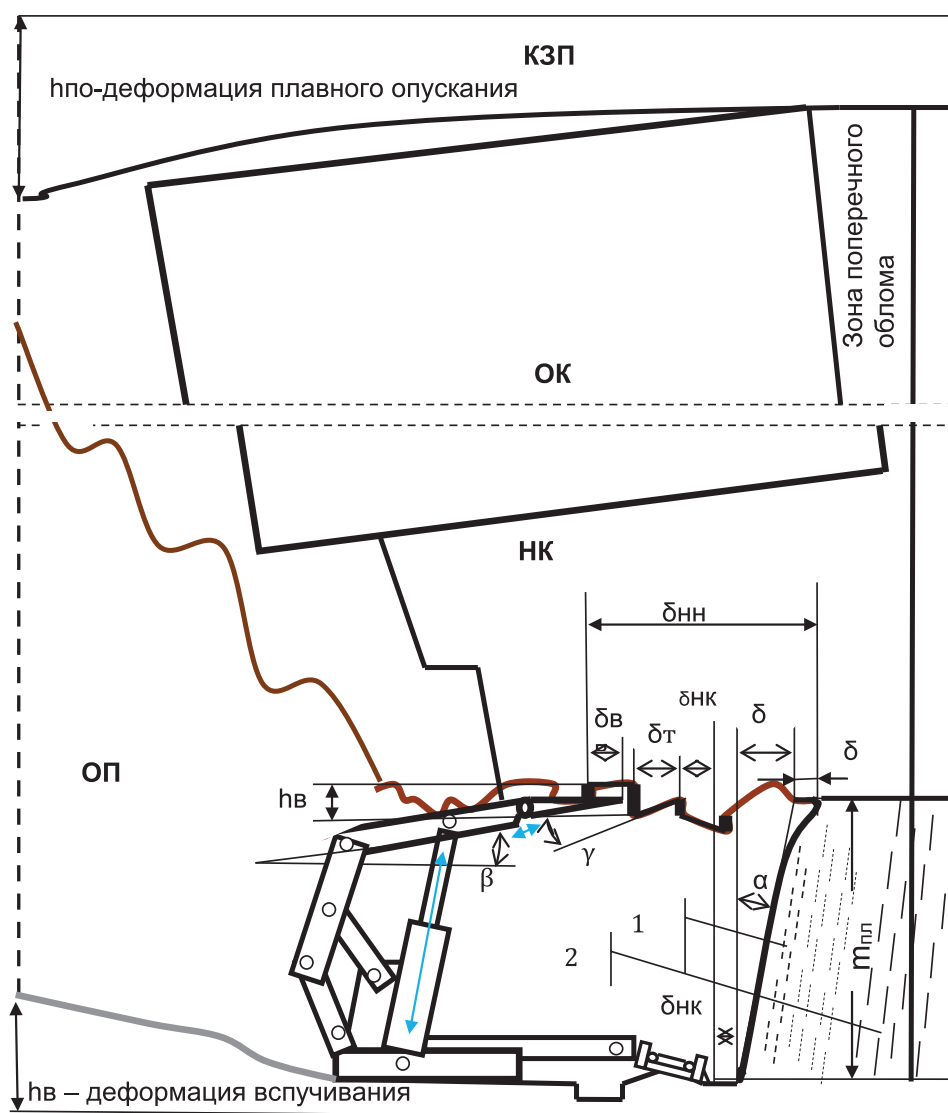 КЗП
hпо-деформация плавного опускания
Зона поперечного
облома
ОК
НК
δнн
δнк
δв
δт
δ
δ
ОП
hв
β
γ
α
1
2
mпл
δнк
hв – деформация вспучивания